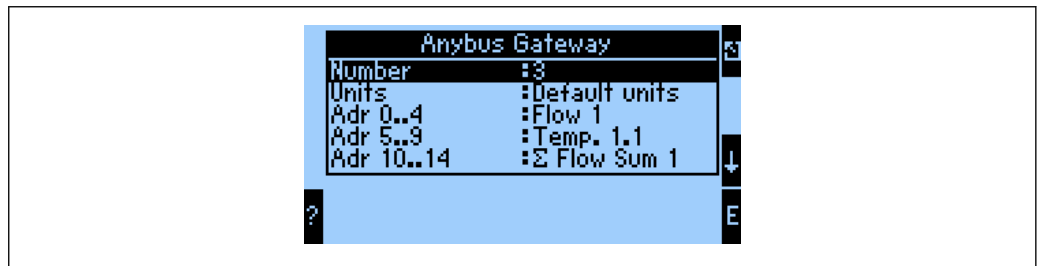 Anybus Gateway
Number :3
Units :Default units
Adr 0..4 :Flow 1
Adr 5..9 :Temp. 1.1
Adr 10..14 :Σ Flow Sum 1
↓
? E